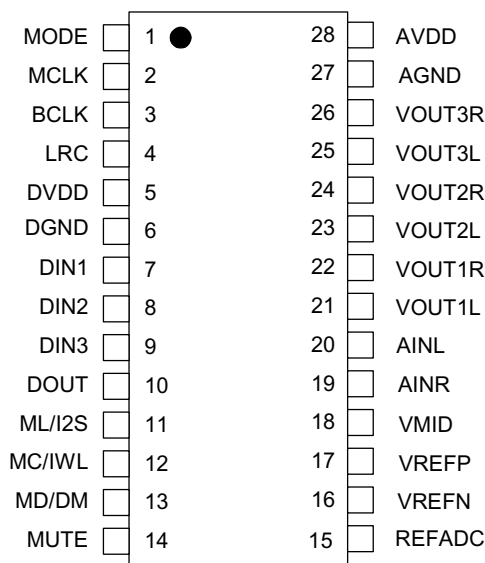 MODE 1 28 AVDD
MCLK 2 27 AGND
BCLK 3 26 VOUT3R
LRC 4 25 VOUT3L
DVDD 5 24 VOUT2R
DGND 6 23 VOUT2L
DIN1 7 22 VOUT1R
DIN2 8 21 VOUT1L
DIN3 9 20 AINL
DOUT 10 19 AINR
ML/I2S 11 18 VMID
MC/IWL 12 17 VREFP
MD/DM 13 16 VREFN
MUTE 14 15 REFADC